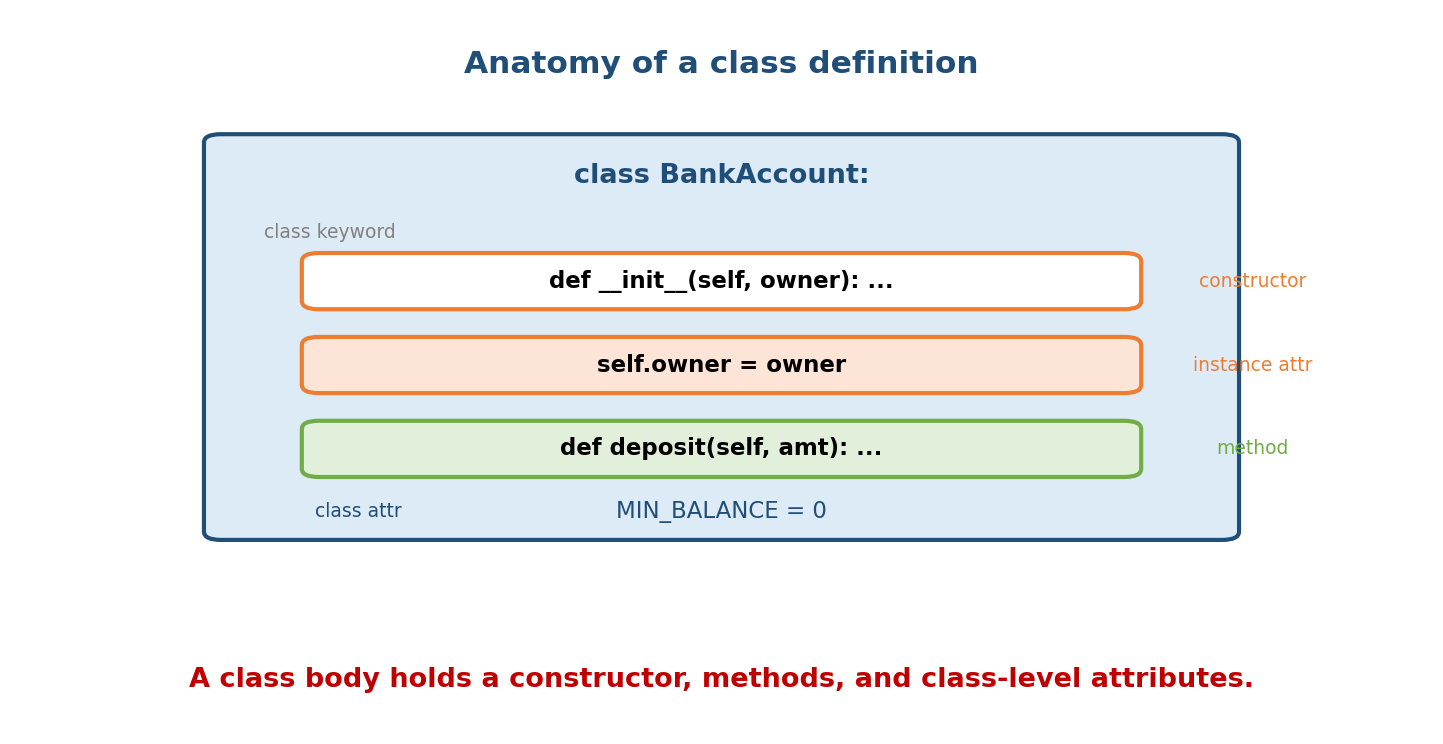 Anatomy of a class definition
class BankAccount:
class keyword
def __init__(self, owner): ...
constructor
self.owner = owner
instance attr
def deposit(self, amt): ...
method
class attr
MIN_BALANCE = 0
A class body holds a constructor, methods, and class-level attributes.